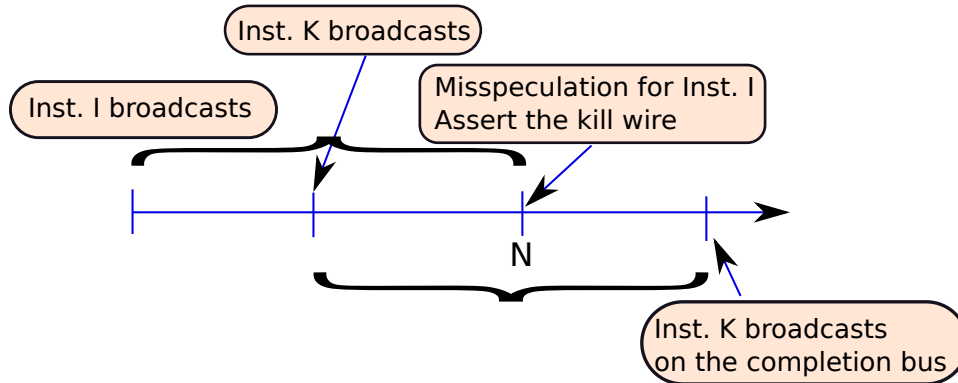 Inst. K broadcasts
Misspeculation for Inst. I
Assert the kill wire
Inst. I broadcasts
N
Inst. K broadcasts
on the completion bus